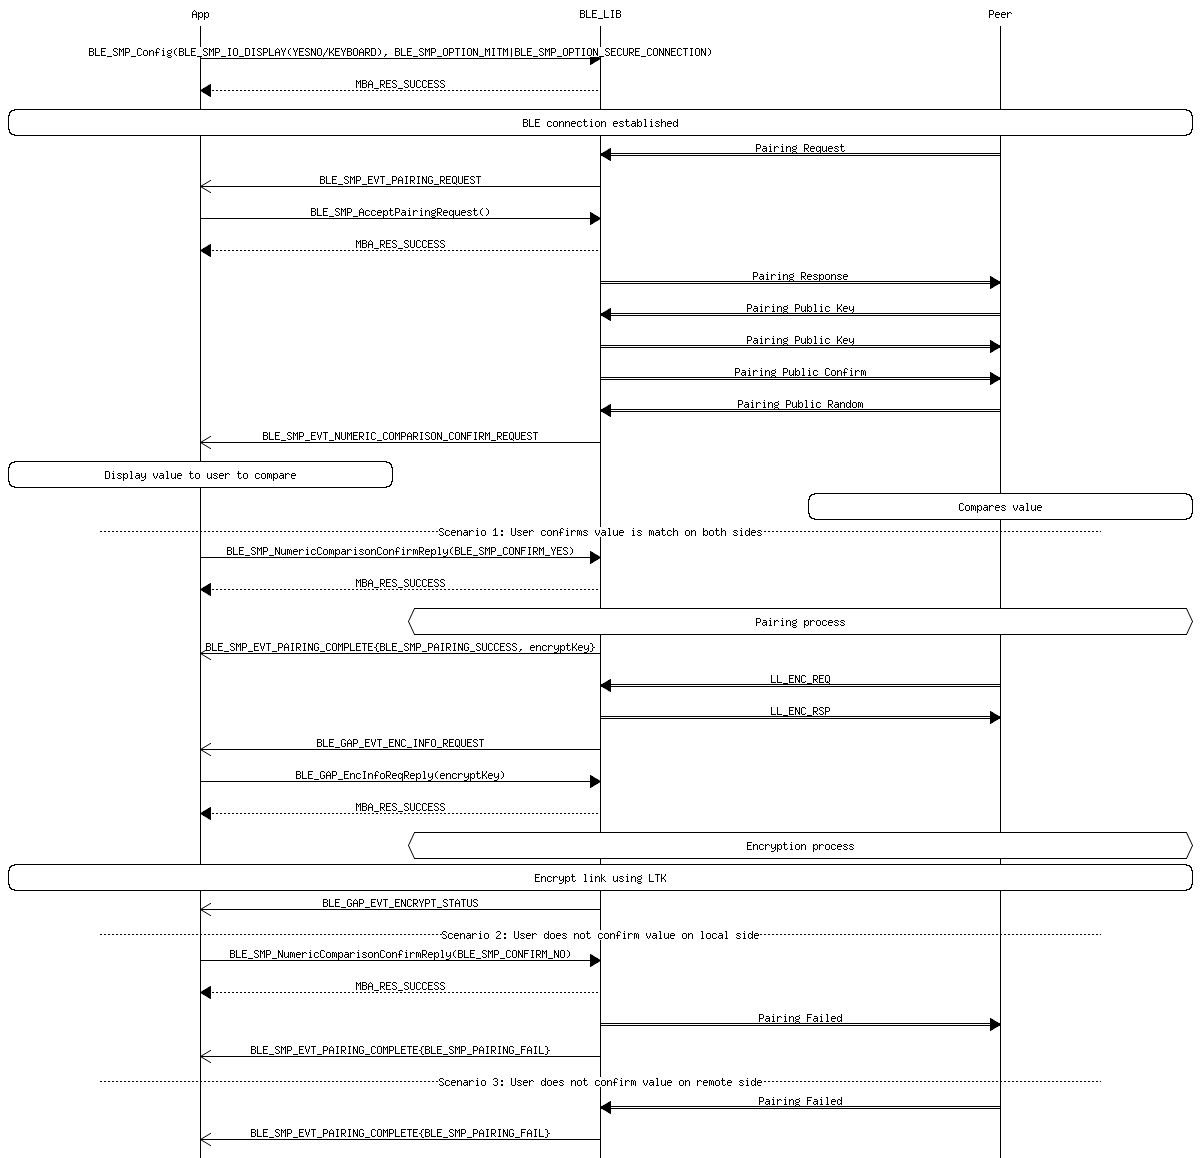 App BLE_LIB Peer
BLE_SMP_Config(BLE_SMP_IO_DISPLAY(YESNO/KEYBOARD), BLE_SMP_OPTION_MITM|BLE_SMP_OPTION_SECURE_CONNECTION)
MBA_RES_SUCCESS
BLE connection established
Pairing Request
BLE_SMP_EVT_PAIRING_REQUEST
BLE_SMP_AcceptPairingRequest()
MBA_RES_SUCCESS
Pairing Response
Pairing Public Key
Pairing Public Key
Pairing Public Confirm
Pairing Public Random
BLE_SMP_EVT_NUMERIC_COMPARISON_CONFIRM_REQUEST
Display value to user to compare
Compares value
Scenario 1: User confirms value is match on both sides
BLE_SMP_NumericComparisonConfirmReply(BLE_SMP_CONFIRM_YES)
MBA_RES_SUCCESS
Pairing process
BLE_SMP_EVT_PAIRING_COMPLETE{BLE_SMP_PAIRING_SUCCESS, encryptKey}
LL_ENC_REQ
LL_ENC_RSP
BLE_GAP_EVT_ENC_INFO_REQUEST
BLE_GAP_EncInfoReqReply(encryptKey)
MBA_RES_SUCCESS
Encryption process
Encrypt link using LTK
BLE_GAP_EVT_ENCRYPT_STATUS
Scenario 2: User does not confirm value on local side
BLE_SMP_NumericComparisonConfirmReply(BLE_SMP_CONFIRM_NO)
MBA_RES_SUCCESS
Pairing Failed
BLE_SMP_EVT_PAIRING_COMPLETE{BLE_SMP_PAIRING_FAIL}
Scenario 3: User does not confirm value on remote side
Pairing Failed
BLE_SMP_EVT_PAIRING_COMPLETE{BLE_SMP_PAIRING_FAIL}